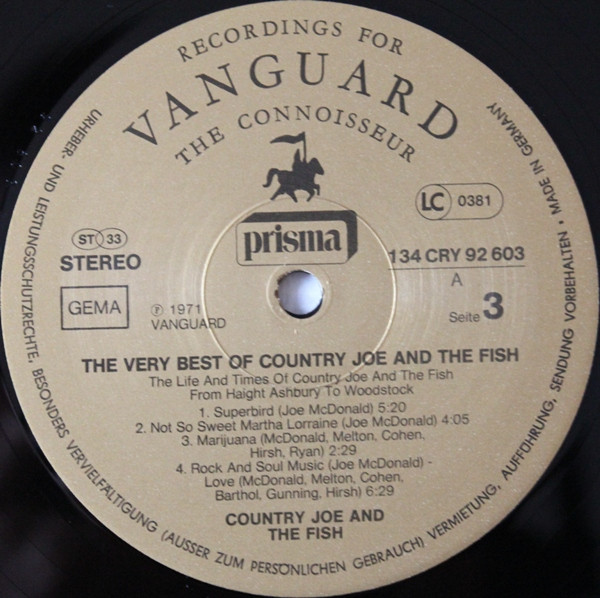 RECORDINGS FOR
VANGUARD
THE CONNOISSEUR
prisma
LC 0381
134 CRY 92 603
ST 33
STEREO
A
Seite 3
GEMA
℗ 1971
VANGUARD
THE VERY BEST OF COUNTRY JOE AND THE FISH
The Life And Times Of Country Joe And The Fish
From Haight Ashbury To Woodstock
1. Superbird (Joe McDonald) 5:20
2. Not So Sweet Martha Lorraine (Joe McDonald) 4:05
3. Marijuana (McDonald, Melton, Cohen,
Hirsh, Ryan) 2:29
4. Rock And Soul Music (Joe McDonald) -
Love (McDonald, Melton, Cohen,
Barthol, Gunning, Hirsh) 6:29
COUNTRY JOE AND
THE FISH
URHEBER- UND LEISTUNGSSCHUTZRECHTE, BESONDERS VERVIELFÄLTIGUNG (AUSSER ZUM PERSÖNLICHEN GEBRAUCH) VERMIETUNG, AUFFÜHRUNG, SENDUNG VORBEHALTEN • MADE IN GERMANY